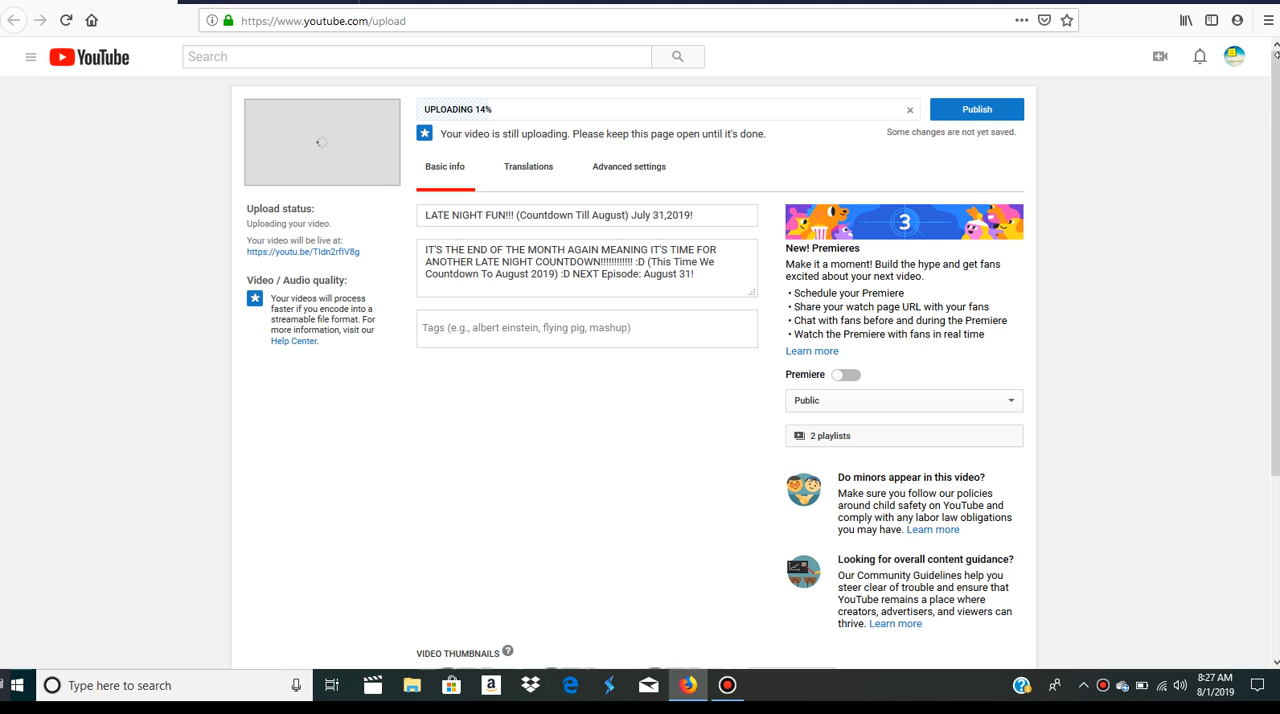 https://www.youtube.com/upload
YouTube
Search
UPLOADING 14%
Publish
Your video is still uploading. Please keep this page open until it's done.
Some changes are not yet saved.
Basic info
Translations
Advanced settings
Upload status:
Uploading your video.
Your video will be live at:
https://youtu.be/TIdn2rflV8g
Video / Audio quality:
Your videos will process
faster if you encode into a
streamable file format. For
more information, visit our
Help Center.
LATE NIGHT FUN!!! (Countdown Till August) July 31,2019!
IT'S THE END OF THE MONTH AGAIN MEANING IT'S TIME FOR
ANOTHER LATE NIGHT COUNTDOWN!!!!!!!!!!!! :D (This Time We
Countdown To August 2019) :D NEXT Episode: August 31!
Tags (e.g., albert einstein, flying pig, mashup)
3
New! Premieres
Make it a moment! Build the hype and get fans
excited about your next video.
• Schedule your Premiere
• Share your watch page URL with your fans
• Chat with fans before and during the Premiere
• Watch the Premiere with fans in real time
Learn more
Premiere
Public
2 playlists
Do minors appear in this video?
Make sure you follow our policies
around child safety on YouTube and
comply with any labor law obligations
you may have. Learn more
Looking for overall content guidance?
Our Community Guidelines help you
steer clear of trouble and ensure that
YouTube remains a place where
creators, advertisers, and viewers can
thrive. Learn more
VIDEO THUMBNAILS ?
Type here to search
8:27 AM
8/1/2019